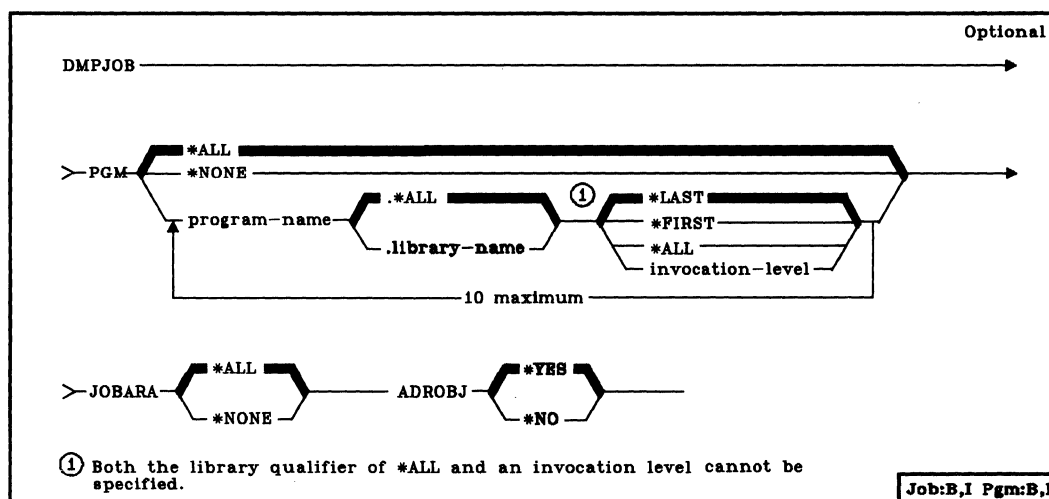 Optional
DMPJOB
PGM
*ALL
*NONE
program-name
.*ALL
.library-name
①
*LAST
*FIRST
*ALL
invocation-level
10 maximum
JOBARA
*ALL
*NONE
ADROBJ
*YES
*NO
① Both the library qualifier of *ALL and an invocation level cannot be
specified.
Job:B,I Pgm:B,I